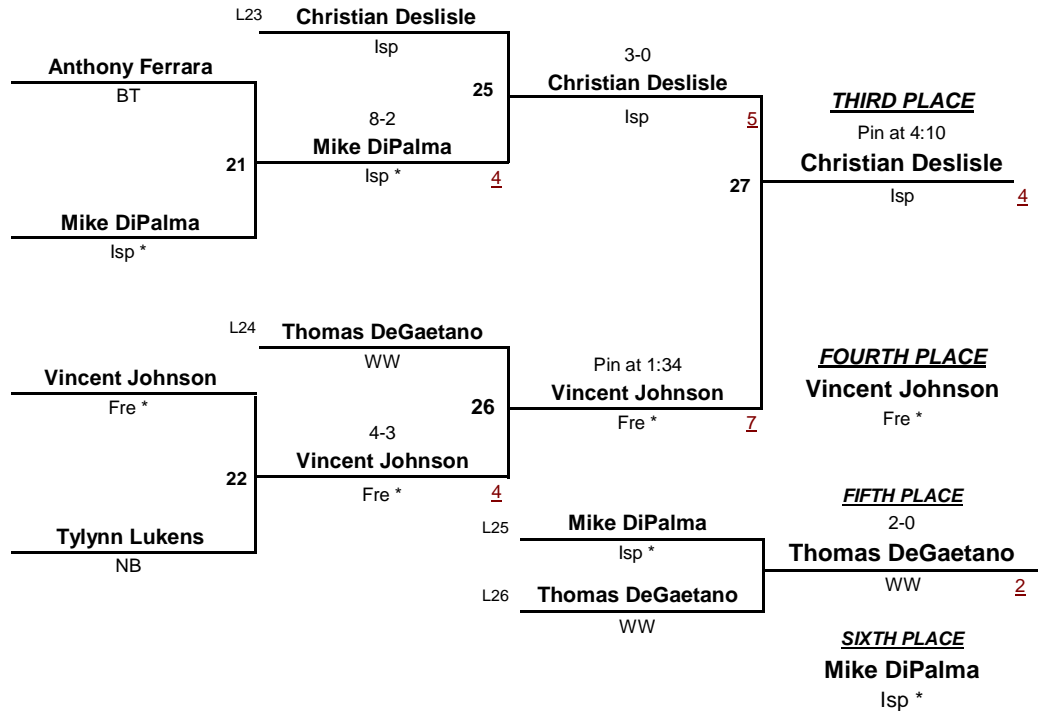 L23
Christian Deslisle
Isp
Anthony Ferrara
BT
25
3-0
Christian Deslisle
Isp
5
8-2
Mike DiPalma
Isp *
4
21
Mike DiPalma
Isp *
THIRD PLACE
Pin at 4:10
Christian Deslisle
Isp
4
27
L24
Thomas DeGaetano
WW
Vincent Johnson
Fre *
26
Pin at 1:34
Vincent Johnson
Fre *
7
4-3
Vincent Johnson
Fre *
4
22
Tylynn Lukens
NB
FOURTH PLACE
Vincent Johnson
Fre *
L25
Mike DiPalma
Isp *
L26
Thomas DeGaetano
WW
FIFTH PLACE
2-0
Thomas DeGaetano
WW
2
SIXTH PLACE
Mike DiPalma
Isp *